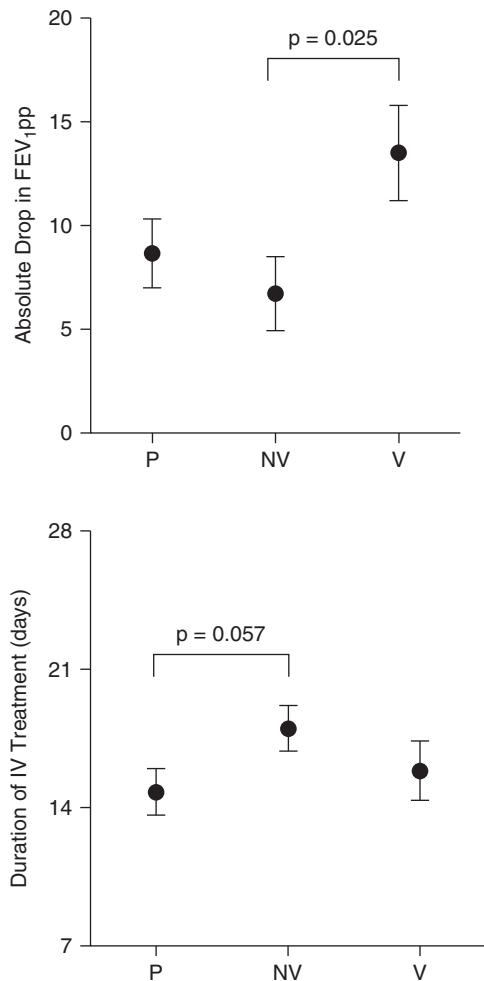 20
p = 0.025
15
10
5
0
Absolute Drop in FEV₁pp
P NV V
28
21
p = 0.057
14
7
Duration of IV Treatment (days)
P NV V